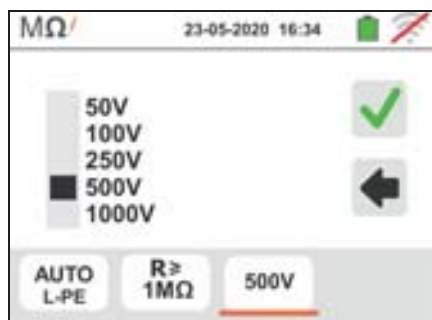 MΩ/ 23-05-2020 16:34
50V
100V
250V
500V
1000V
AUTO L-PE
R≥ 1MΩ
500V